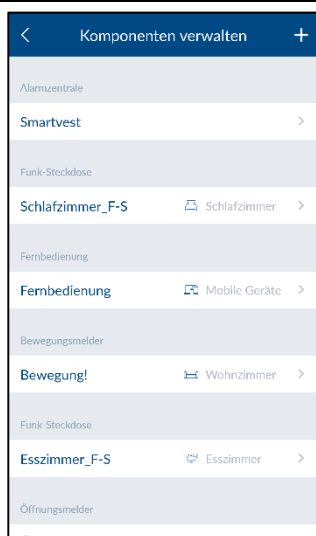 Komponenten verwalten +
Alarmzentrale
Smartvest
Funk-Steckdose
Schlafzimmer_F-S Schlafzimmer
Fernbedienung
Fernbedienung Mobile Geräte
Bewegungsmelder
Bewegung! Wohnzimmer
Funk-Steckdose
Esszimmer_F-S Esszimmer
Öffnungsmelder